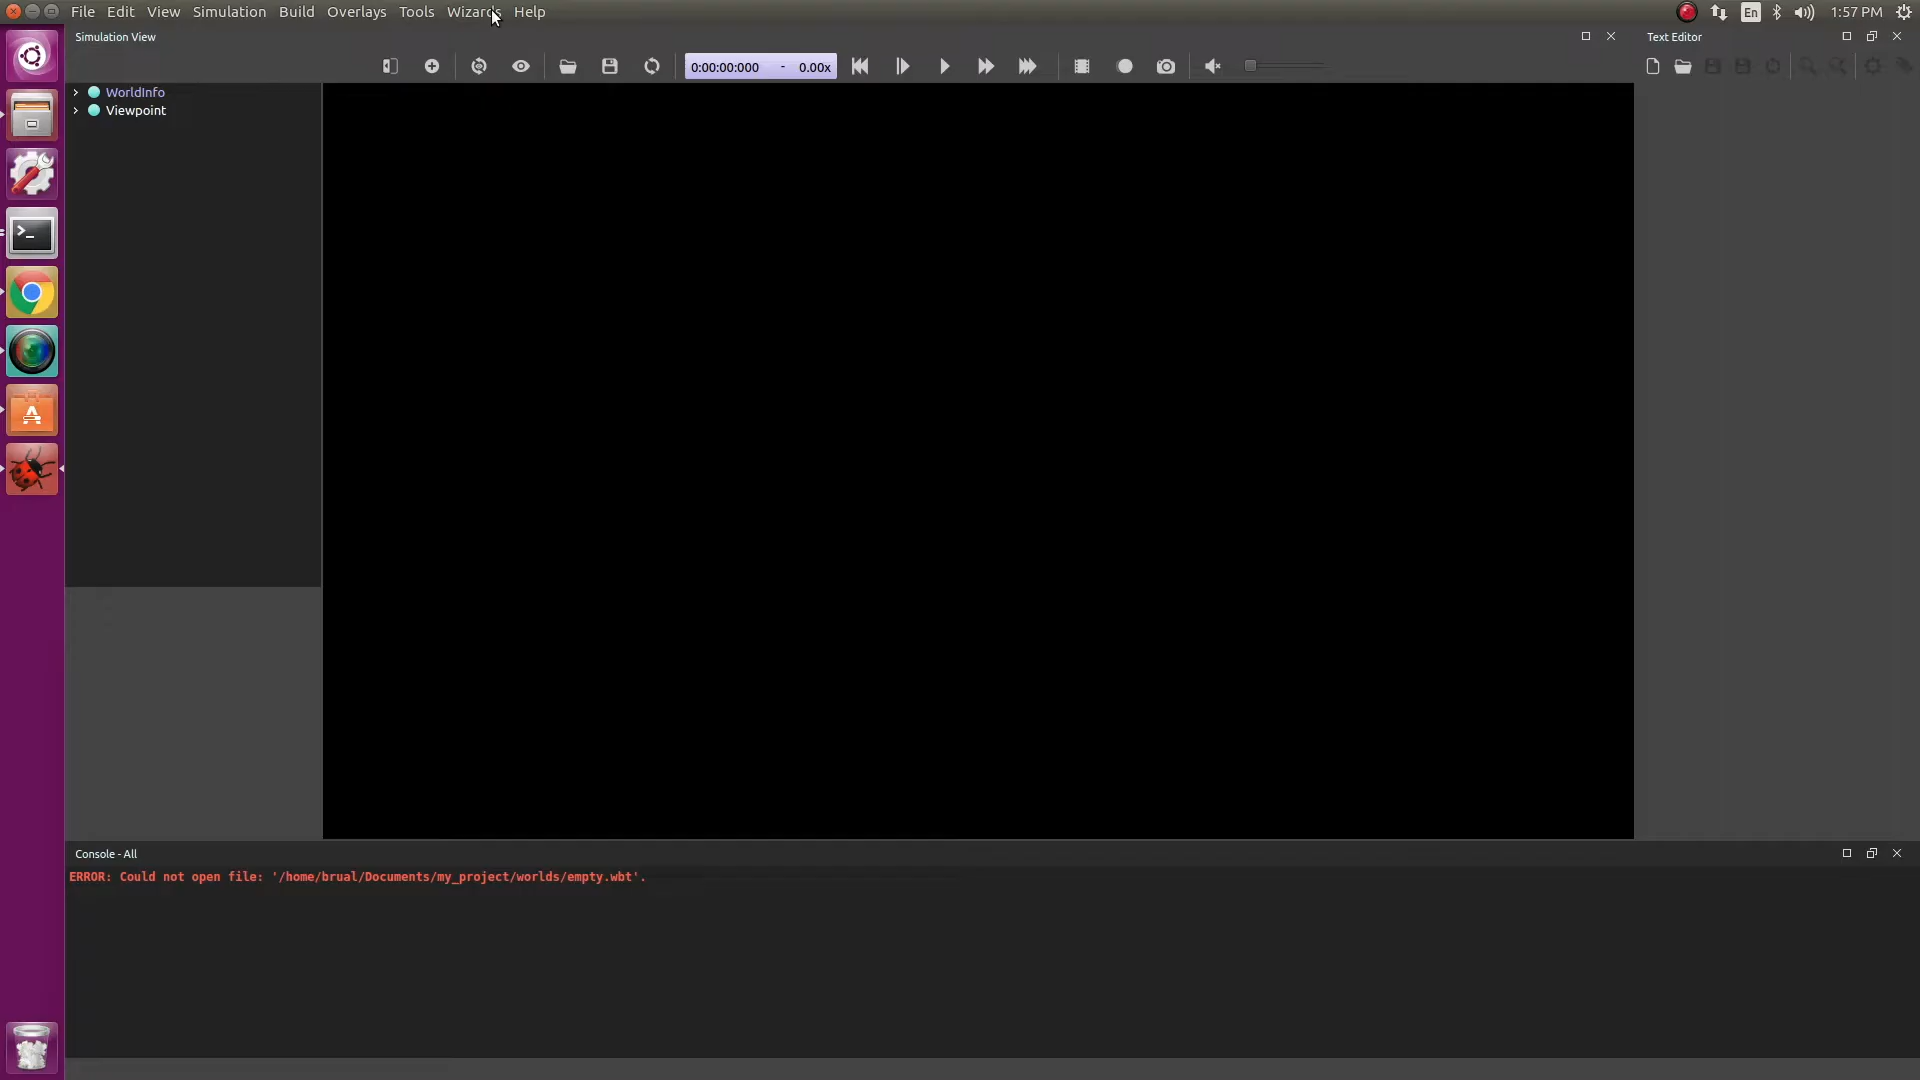 File Edit View Simulation Build Overlays Tools Wizards Help
En 1:57 PM
Simulation View
Text Editor
0:00:00:000 - 0.00x
WorldInfo
Viewpoint
Console - All
ERROR: Could not open file: '/home/brual/Documents/my_project/worlds/empty.wbt'.